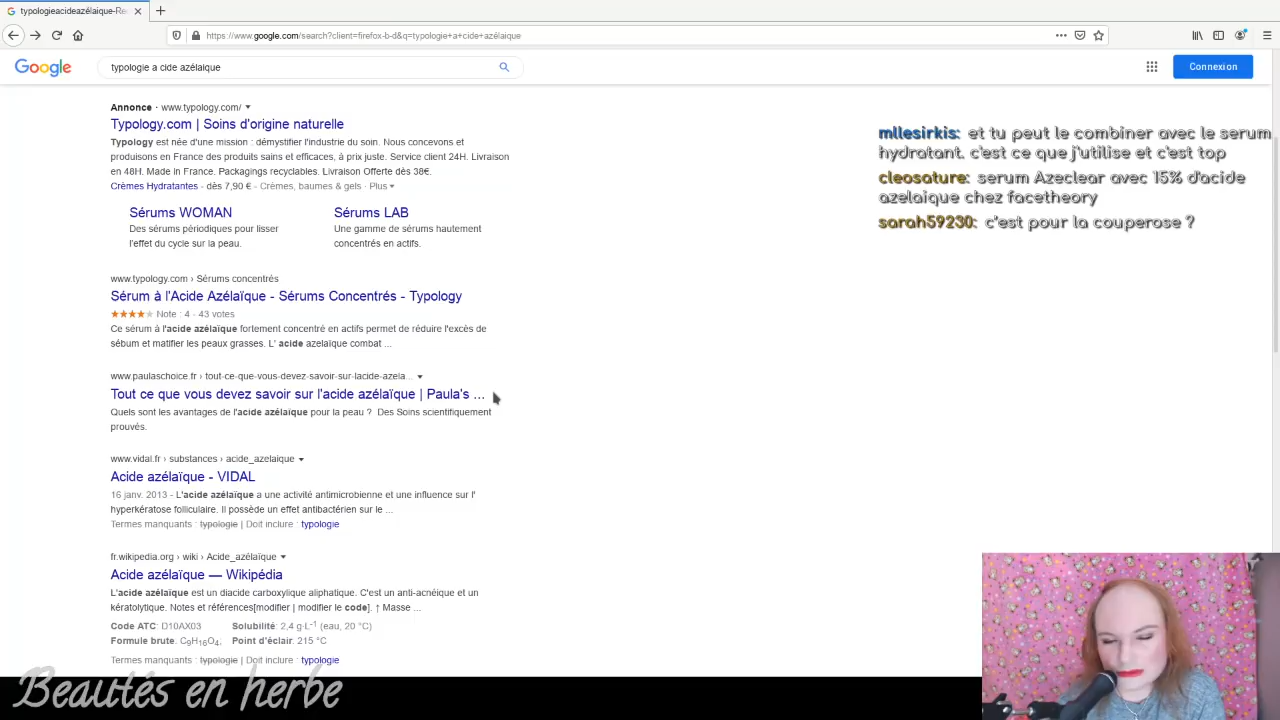 typologieacideazélaique-Re
https://www.google.com/search?client=firefox-b-d&q=typologie+a+cide+azélaique
Google
typologie a cide azélaique
Connexion
Annonce · www.typology.com/
Typology.com | Soins d'origine naturelle
Typology est née d'une mission : démystifier l'industrie du soin. Nous concevons et
produisons en France des produits sains et efficaces, à prix juste. Service client 24H. Livraison
en 48H. Made in France. Packagings recyclables. Livraison Offerte dès 38€.
Crèmes Hydratantes - dès 7,90 € - Crèmes, baumes & gels · Plus
Sérums WOMAN
Des sérums périodiques pour lisser
l'effet du cycle sur la peau.
Sérums LAB
Une gamme de sérums hautement
concentrés en actifs.
www.typology.com › Sérums concentrés
Sérum à l'Acide Azélaïque - Sérums Concentrés - Typology
Note : 4 - 43 votes
Ce sérum à l'acide azélaïque fortement concentré en actifs permet de réduire l'excès de
sébum et matifier les peaux grasses. L' acide azelaïque combat ...
www.paulaschoice.fr › tout-ce-que-vous-devez-savoir-sur-lacide-azela...
Tout ce que vous devez savoir sur l'acide azélaïque | Paula's ...
Quels sont les avantages de l'acide azélaïque pour la peau ? Des Soins scientifiquement
prouvés.
www.vidal.fr › substances › acide_azelaique
Acide azélaïque - VIDAL
16 janv. 2013 - L'acide azélaïque a une activité antimicrobienne et une influence sur l'
hyperkératose folliculaire. Il possède un effet antibactérien sur le ...
Termes manquants : typologie | Doit inclure : typologie
fr.wikipedia.org › wiki › Acide_azélaïque
Acide azélaïque — Wikipédia
L'acide azélaïque est un diacide carboxylique aliphatique. C'est un anti-acnéique et un
kératolytique. Notes et références[modifier | modifier le code]. ↑ Masse ...
Code ATC: D10AX03
Solubilité: 2,4 g·L-1 (eau, 20 °C)
Formule brute: C9H16O4,
Point d'éclair: 215 °C
Termes manquants : typologie | Doit inclure : typologie
mllesirkis: et tu peut le combiner avec le serum
hydratant. c'est ce que j'utilise et c'est top
cleosature: serum Azeclear avec 15% d'acide
azelaique chez facetheory
sarah59230: c'est pour la couperose ?
Beautés en herbe